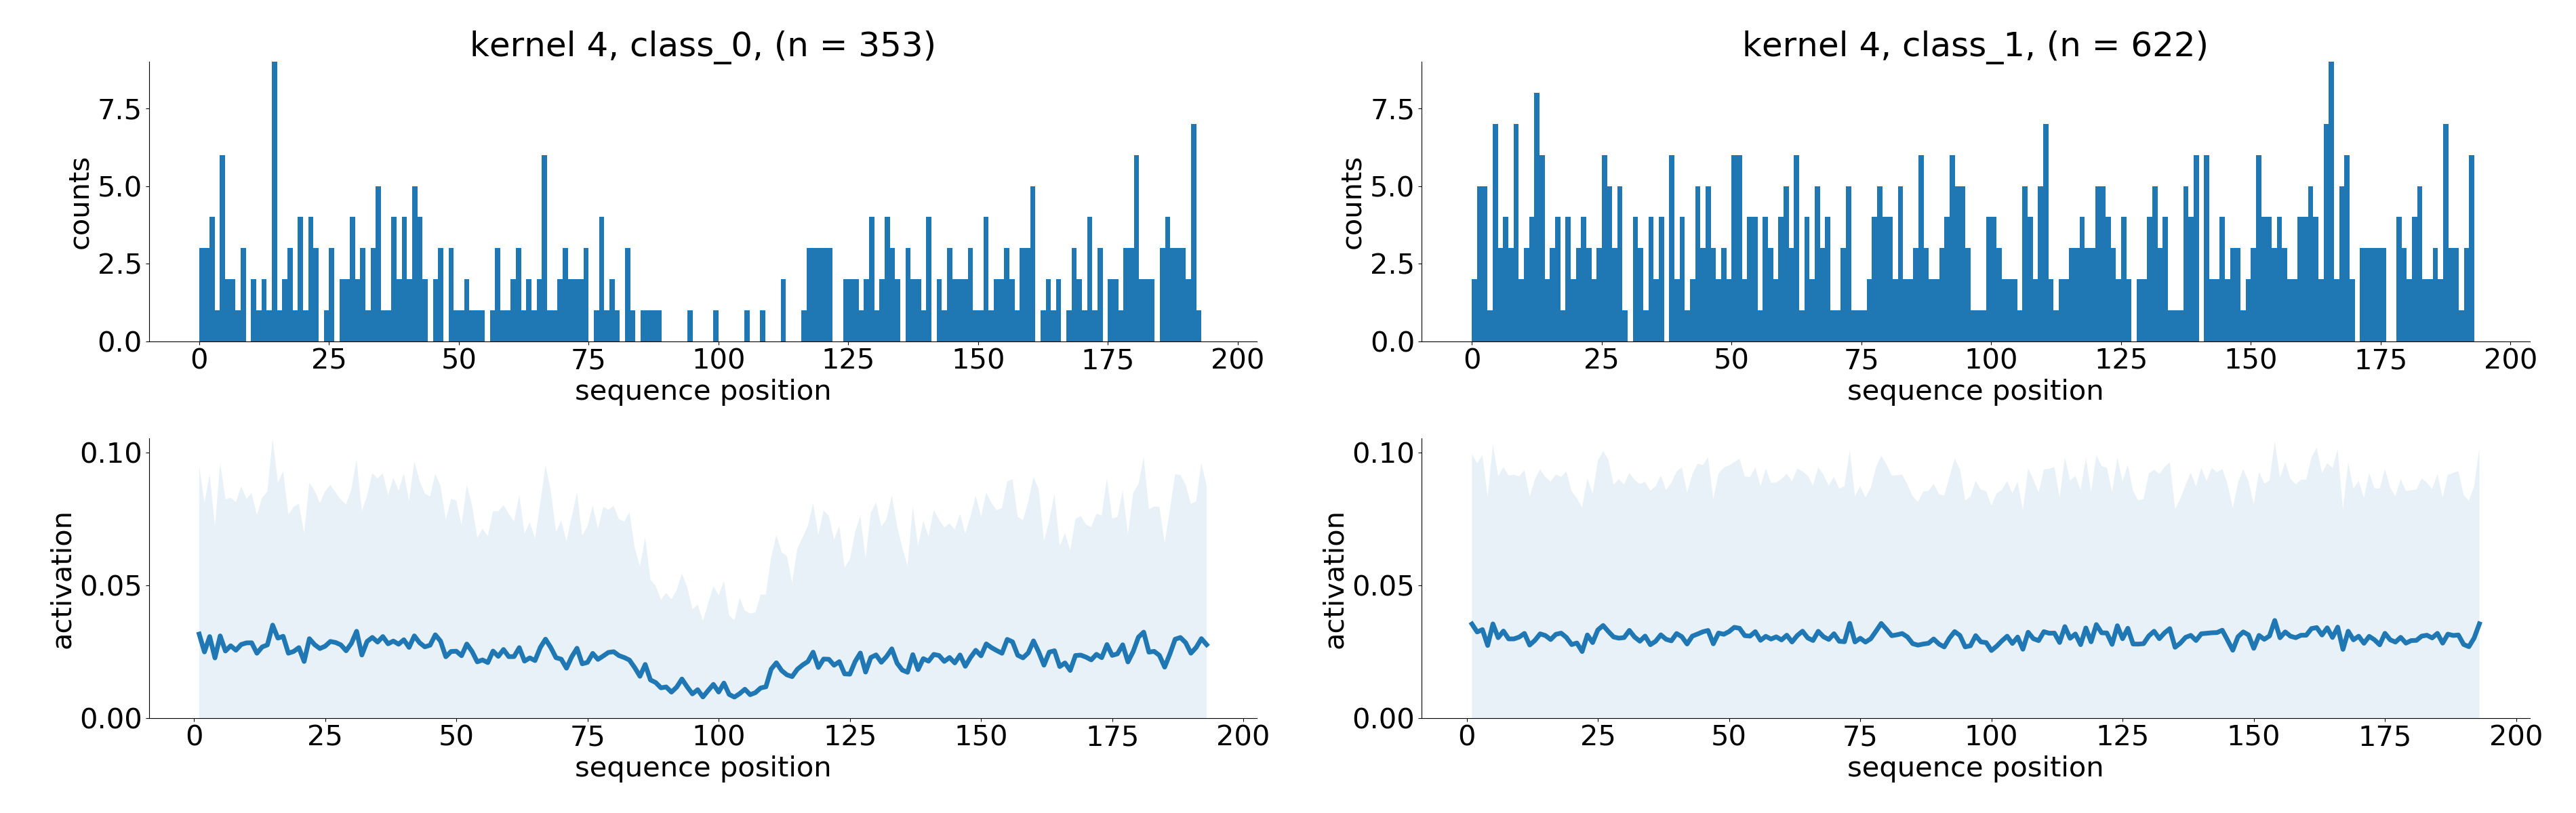 kernel 4, class_0, (n = 353)
counts
7.5
5.0
2.5
0.0
0 25 50 75 100 125 150 175 200
sequence position
kernel 4, class_1, (n = 622)
counts
7.5
5.0
2.5
0.0
0 25 50 75 100 125 150 175 200
sequence position
activation
0.10
0.05
0.00
0 25 50 75 100 125 150 175 200
sequence position
activation
0.10
0.05
0.00
0 25 50 75 100 125 150 175 200
sequence position